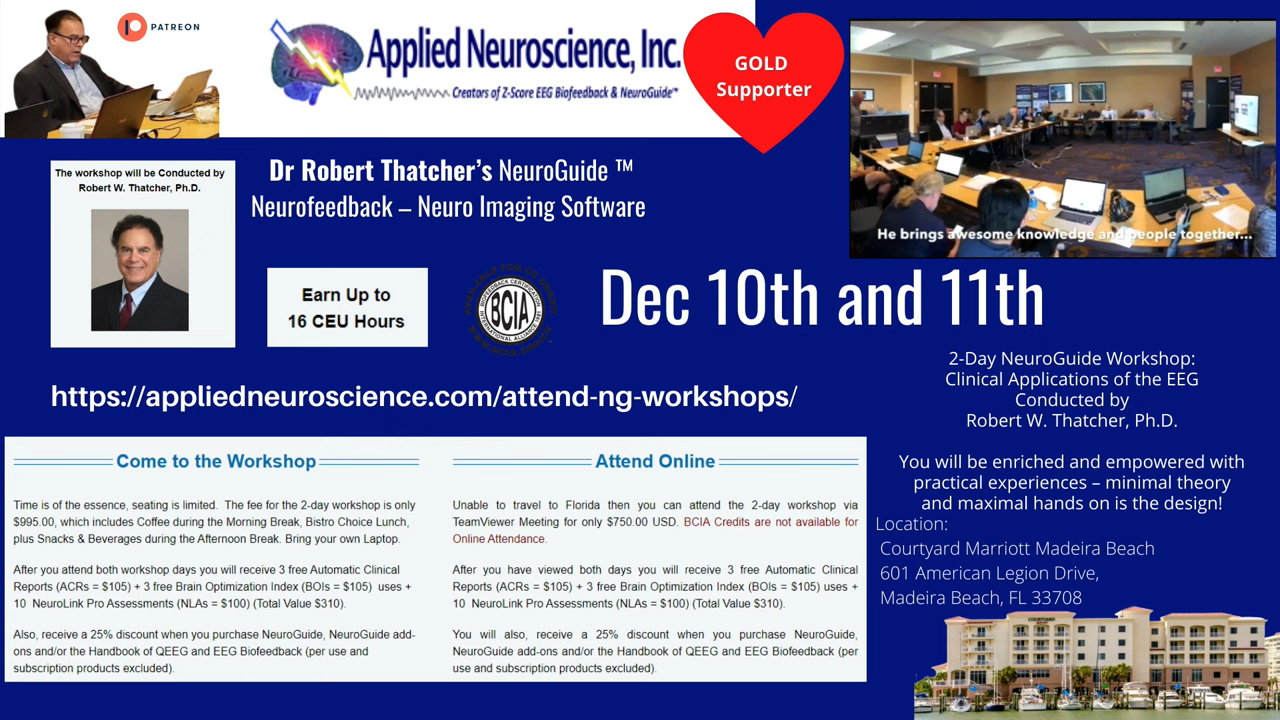 PATREON
Applied Neuroscience, Inc.
Creators of Z-Score EEG Biofeedback & NeuroGuide™
GOLD
Supporter
He brings awesome knowledge and people together...
The workshop will be Conducted by
Robert W. Thatcher, Ph.D.
Dr Robert Thatcher's NeuroGuide ™
Neurofeedback – Neuro Imaging Software
Earn Up to
16 CEU Hours
BIOFEEDBACK CERTIFICATION
BCIA
INTERNATIONAL ALLIANCE
WWW.BCIA.ORG
Dec 10th and 11th
https://appliedneuroscience.com/attend-ng-workshops/
2-Day NeuroGuide Workshop:
Clinical Applications of the EEG
Conducted by
Robert W. Thatcher, Ph.D.
You will be enriched and empowered with
practical experiences – minimal theory
and maximal hands on is the design!
Location:
Courtyard Marriott Madeira Beach
601 American Legion Drive,
Madeira Beach, FL 33708
COURTYARD
Come to the Workshop
Time is of the essence, seating is limited. The fee for the 2-day workshop is only
$995.00, which includes Coffee during the Morning Break, Bistro Choice Lunch,
plus Snacks & Beverages during the Afternoon Break. Bring your own Laptop.
After you attend both workshop days you will receive 3 free Automatic Clinical
Reports (ACRs = $105) + 3 free Brain Optimization Index (BOIs = $105) uses +
10 NeuroLink Pro Assessments (NLAs = $100) (Total Value $310).
Also, receive a 25% discount when you purchase NeuroGuide, NeuroGuide add-
ons and/or the Handbook of QEEG and EEG Biofeedback (per use and
subscription products excluded).
Attend Online
Unable to travel to Florida then you can attend the 2-day workshop via
TeamViewer Meeting for only $750.00 USD. BCIA Credits are not available for
Online Attendance.
After you have viewed both days you will receive 3 free Automatic Clinical
Reports (ACRs = $105) + 3 free Brain Optimization Index (BOIs = $105) uses +
10 NeuroLink Pro Assessments (NLAs = $100) (Total Value $310).
You will also, receive a 25% discount when you purchase NeuroGuide,
NeuroGuide add-ons and/or the Handbook of QEEG and EEG Biofeedback (per
use and subscription products excluded).